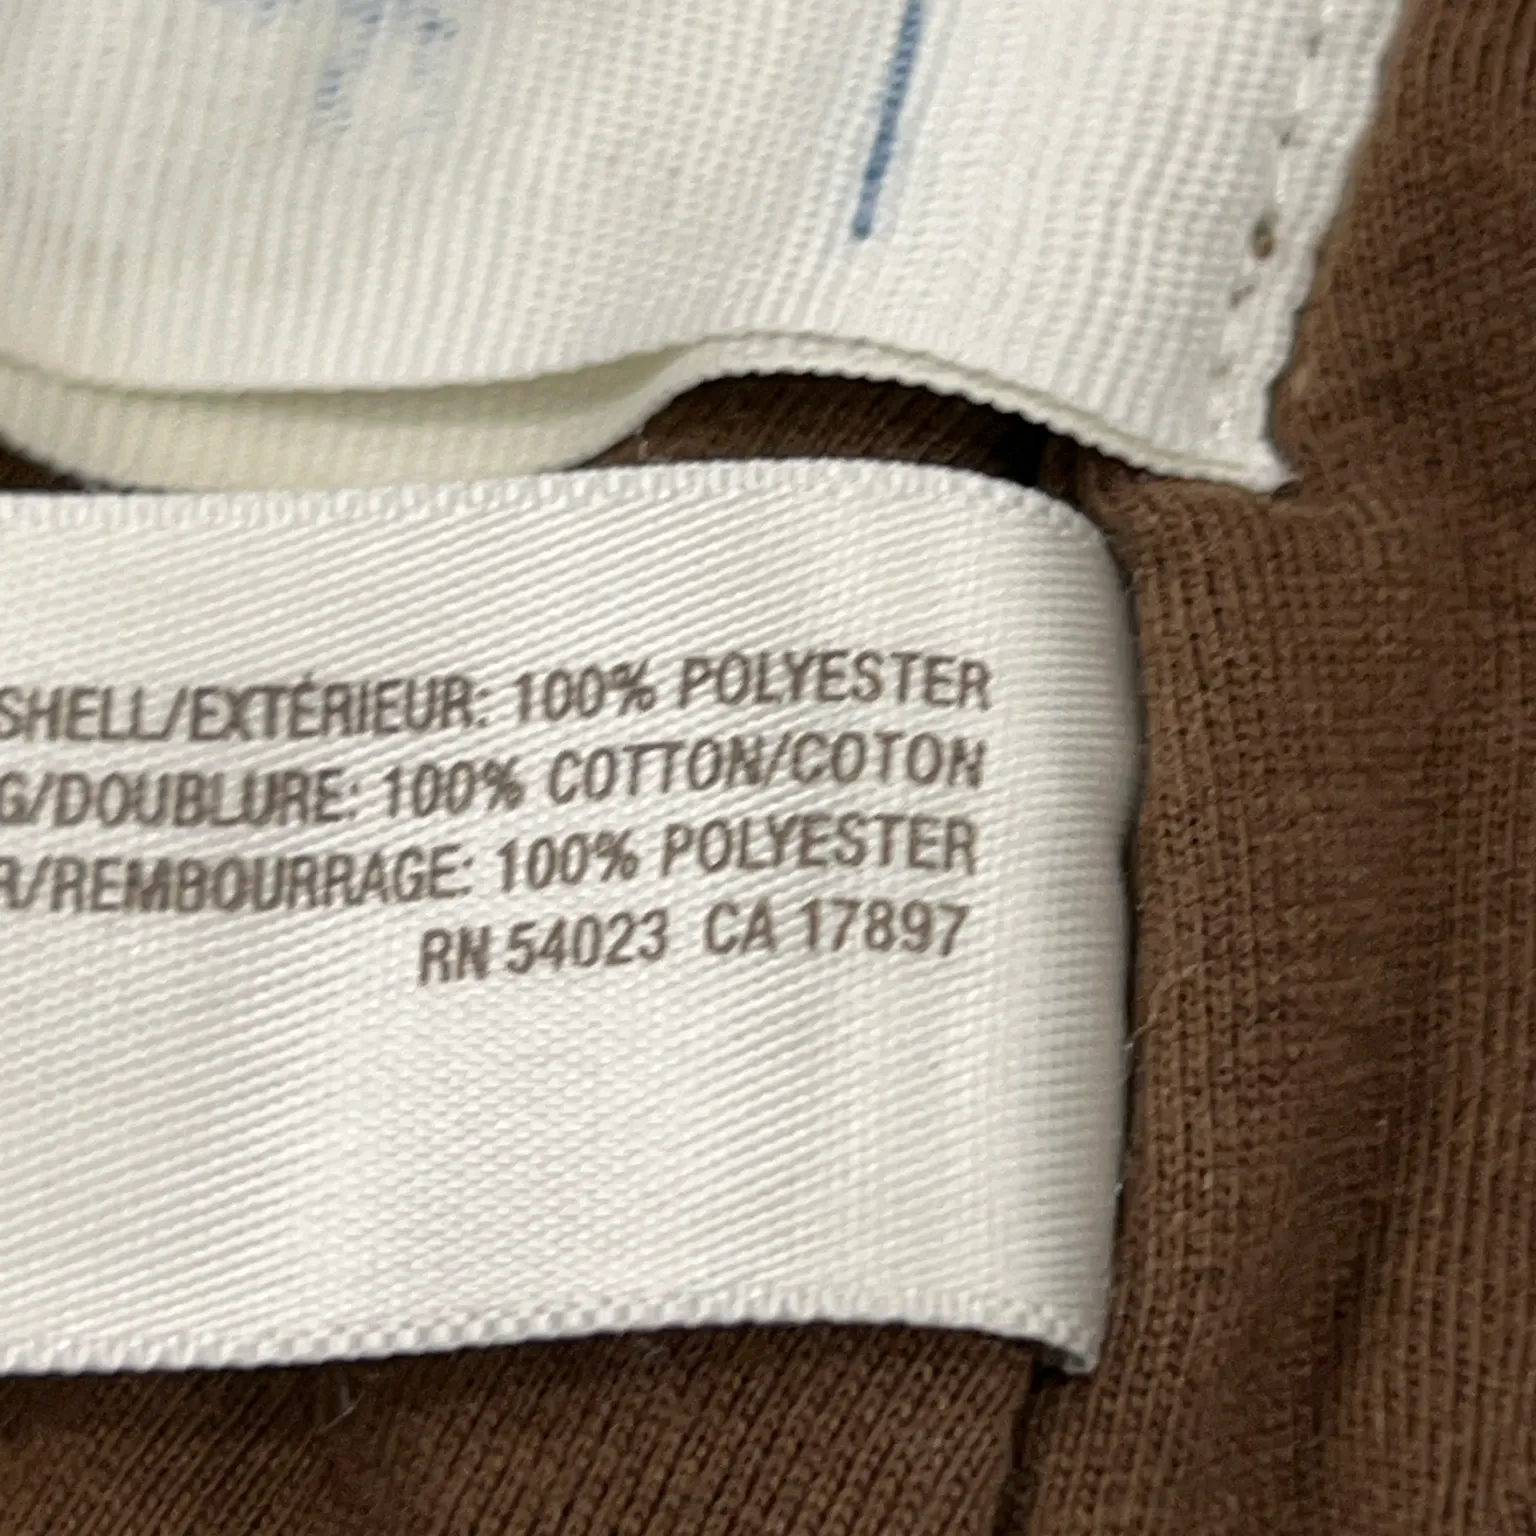 SHELL/EXTÉRIEUR: 100% POLYESTER
G/DOUBLURE: 100% COTTON/COTON
R/REMBOURRAGE: 100% POLYESTER
RN 54023 CA 17897